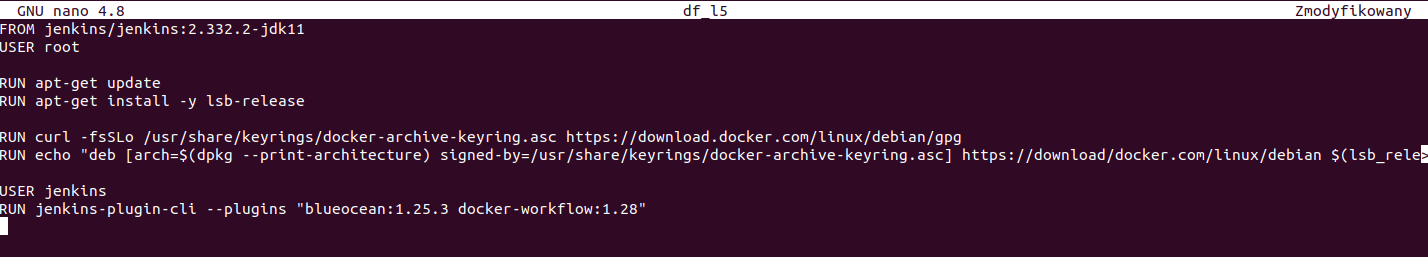 GNU nano 4.8 df_l5 Zmodyfikowany
FROM jenkins/jenkins:2.332.2-jdk11
USER root
RUN apt-get update
RUN apt-get install -y lsb-release
RUN curl -fsSLo /usr/share/keyrings/docker-archive-keyring.asc https://download.docker.com/linux/debian/gpg
RUN echo "deb [arch=$(dpkg --print-architecture) signed-by=/usr/share/keyrings/docker-archive-keyring.asc] https://download/docker.com/linux/debian $(lsb_rele>
USER jenkins
RUN jenkins-plugin-cli --plugins "blueocean:1.25.3 docker-workflow:1.28"